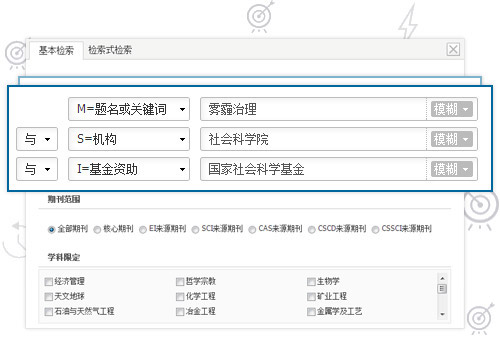 基本检索 检索式检索
M=题名或关键词 雾霾治理 模糊
与 S=机构 社会科学院 模糊
与 I=基金资助 国家社会科学基金 模糊
期刊范围
全部期刊 核心期刊 EI来源期刊 SCI来源期刊 CAS来源期刊 CSCD来源期刊 CSSCI来源期刊
学科限定
经济管理 哲学宗教 生物学
天文地球 化学工程 矿业工程
石油与天然气工程 冶金工程 金属学及工艺